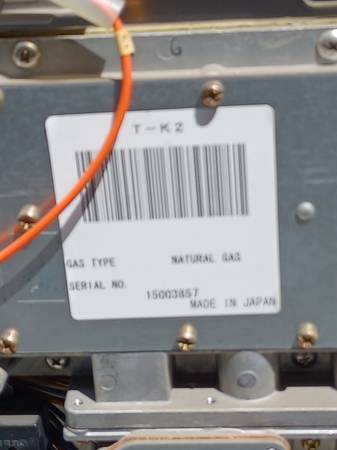 G
T-K2
GAS TYPE NATURAL GAS
SERIAL NO. 15003857
MADE IN JAPAN